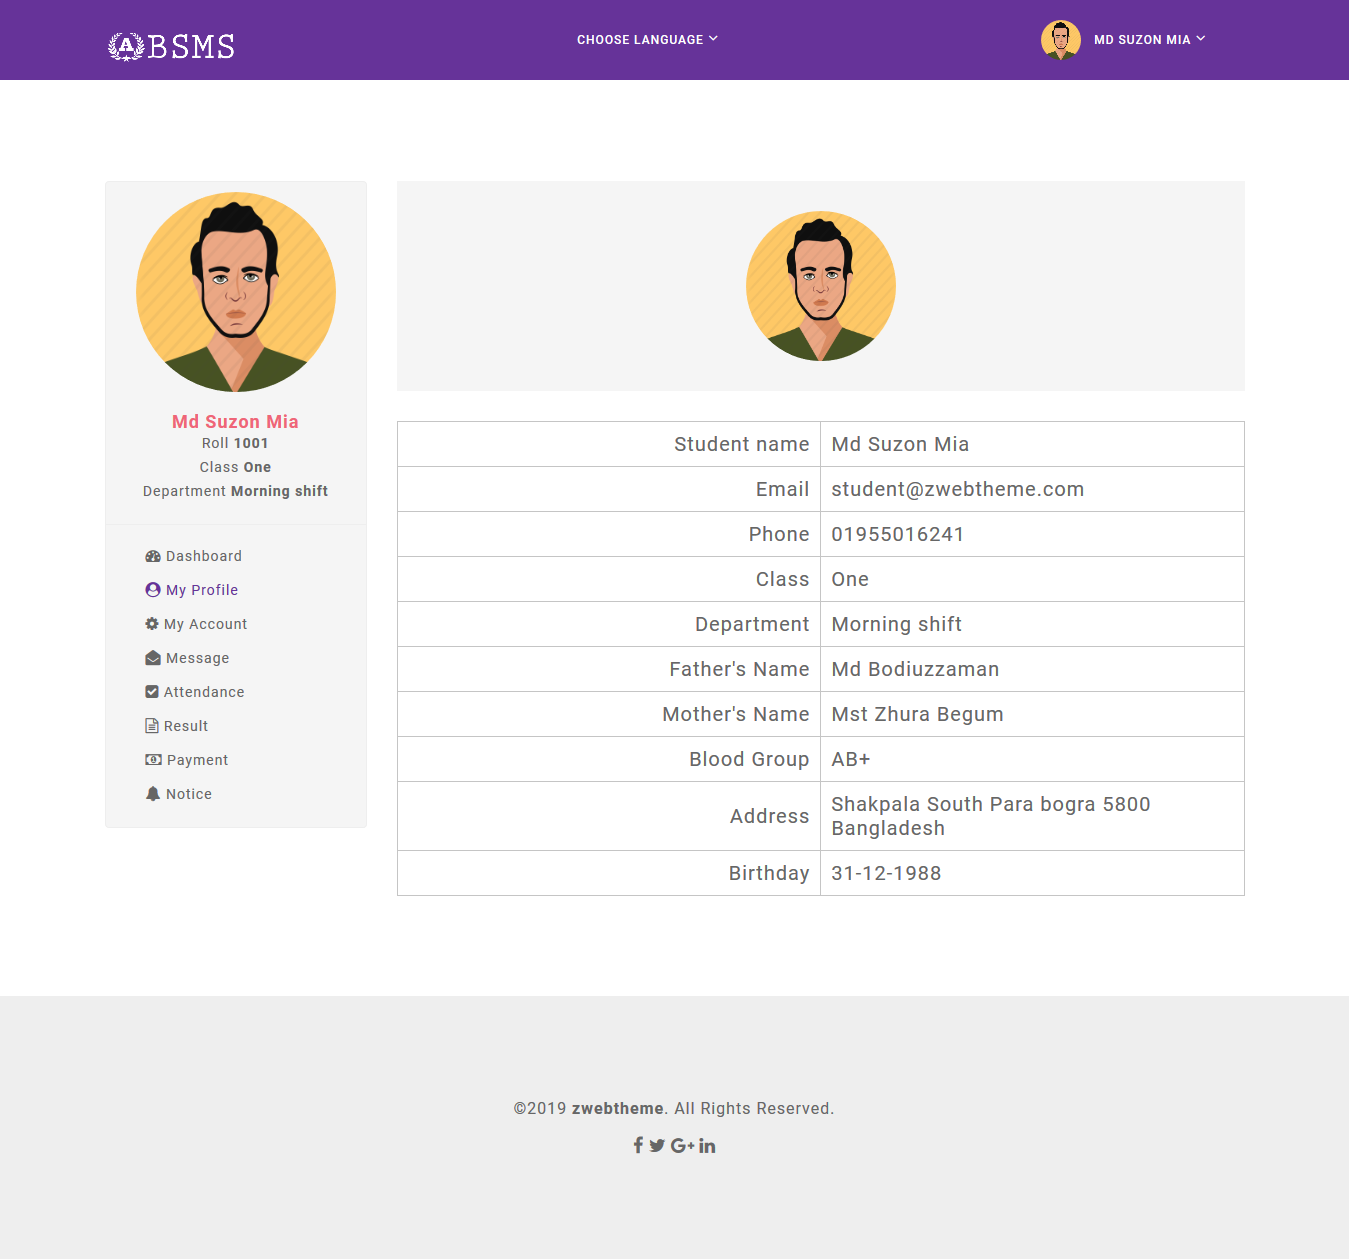 ABSMS
CHOOSE LANGUAGE
MD SUZON MIA
Md Suzon Mia
Roll 1001
Class One
Department Morning shift
Dashboard
My Profile
My Account
Message
Attendance
Result
Payment
Notice
Student name Md Suzon Mia
Email student@zwebtheme.com
Phone 01955016241
Class One
Department Morning shift
Father's Name Md Bodiuzzaman
Mother's Name Mst Zhura Begum
Blood Group AB+
Address Shakpala South Para bogra 5800
Bangladesh
Birthday 31-12-1988
©2019 zwebtheme. All Rights Reserved.